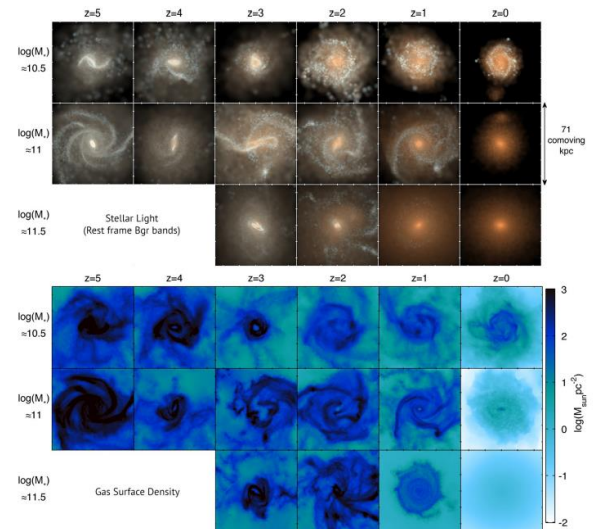 z=5 z=4 z=3 z=2 z=1 z=0
log(M*)
≈10.5
log(M*)
≈11
71
comoving
kpc
log(M*)
≈11.5
Stellar Light
(Rest frame Bgr bands)
z=5 z=4 z=3 z=2 z=1 z=0
log(M*)
≈10.5
log(M*)
≈11
log(M*)
≈11.5
Gas Surface Density
3
2
1
0
-1
-2
log(M_sun pc^-2)